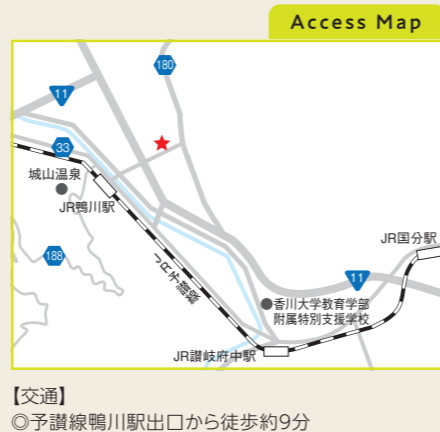 Access Map
180
11
33
城山温泉
JR鴨川駅
188
JR予讃線
JR国分駅
11
香川大学教育学部
附属特別支援学校
JR讃岐府中駅
【交通】
◎予讃線鴨川駅出口から徒歩約9分